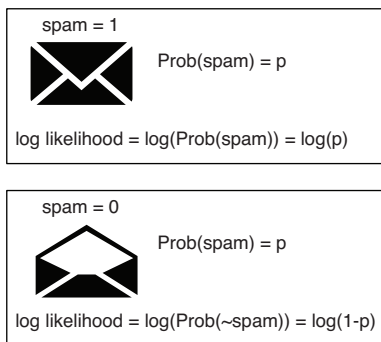 spam = 1
Prob(spam) = p
log likelihood = log(Prob(spam)) = log(p)
spam = 0
Prob(spam) = p
log likelihood = log(Prob(~spam)) = log(1-p)